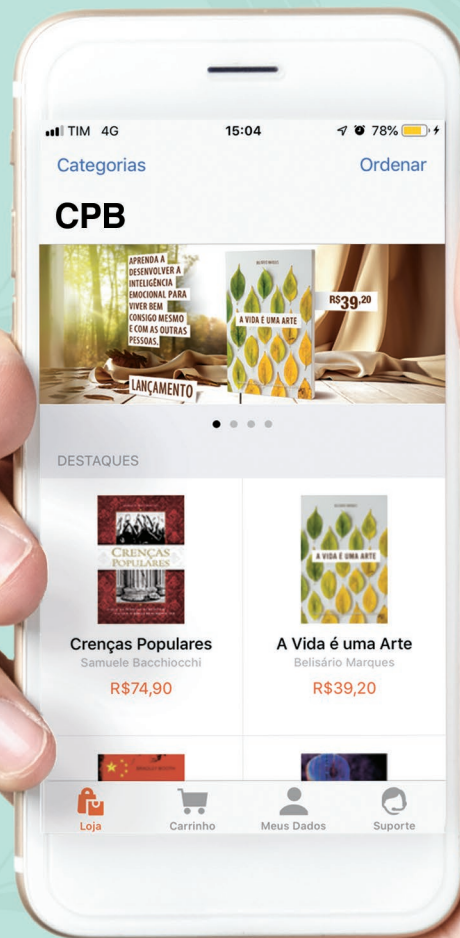 TIM 4G 15:04 78%
Categorias Ordenar
CPB
APRENDA A
DESENVOLVER A
INTELIGÊNCIA
EMOCIONAL PARA
VIVER BEM
CONSIGO MESMO
E COM AS OUTRAS
PESSOAS.
LANÇAMENTO
A VIDA É UMA ARTE
R$39,20
DESTAQUES
CRENÇAS
POPULARES
A VIDA É UMA ARTE
Crenças Populares
Samuele Bacchiocchi
R$74,90
A Vida é uma Arte
Belisário Marques
R$39,20
Loja Carrinho Meus Dados Suporte